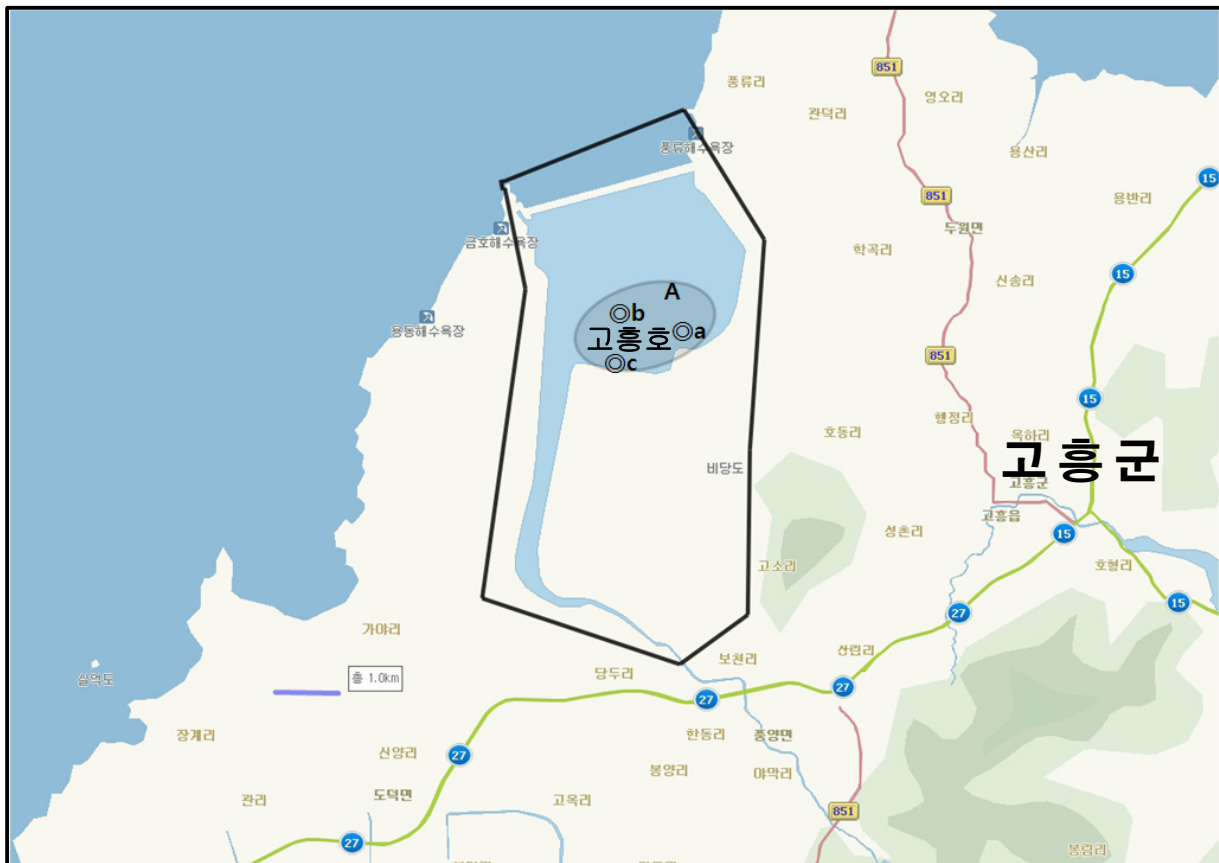 851
풍류리
영오리
관덕리
풍류해수욕장
용산리
15
851
용반리
두원면
금호해수욕장
학곡리
신송리
15
A
b
용동해수욕장
a
고흥호
851
c
15
행정리
호동리
옥하리
고흥군
비당도
고흥군
고흥읍
성촌리
15
고소리
호형리
15
27
가야리
산림리
보천리
당두리
총 1.0km
27
27
장계리
한동리
풍양면
신양리
27
봉양리
야막리
관리
도덕면
고옥리
851
27
봉림리